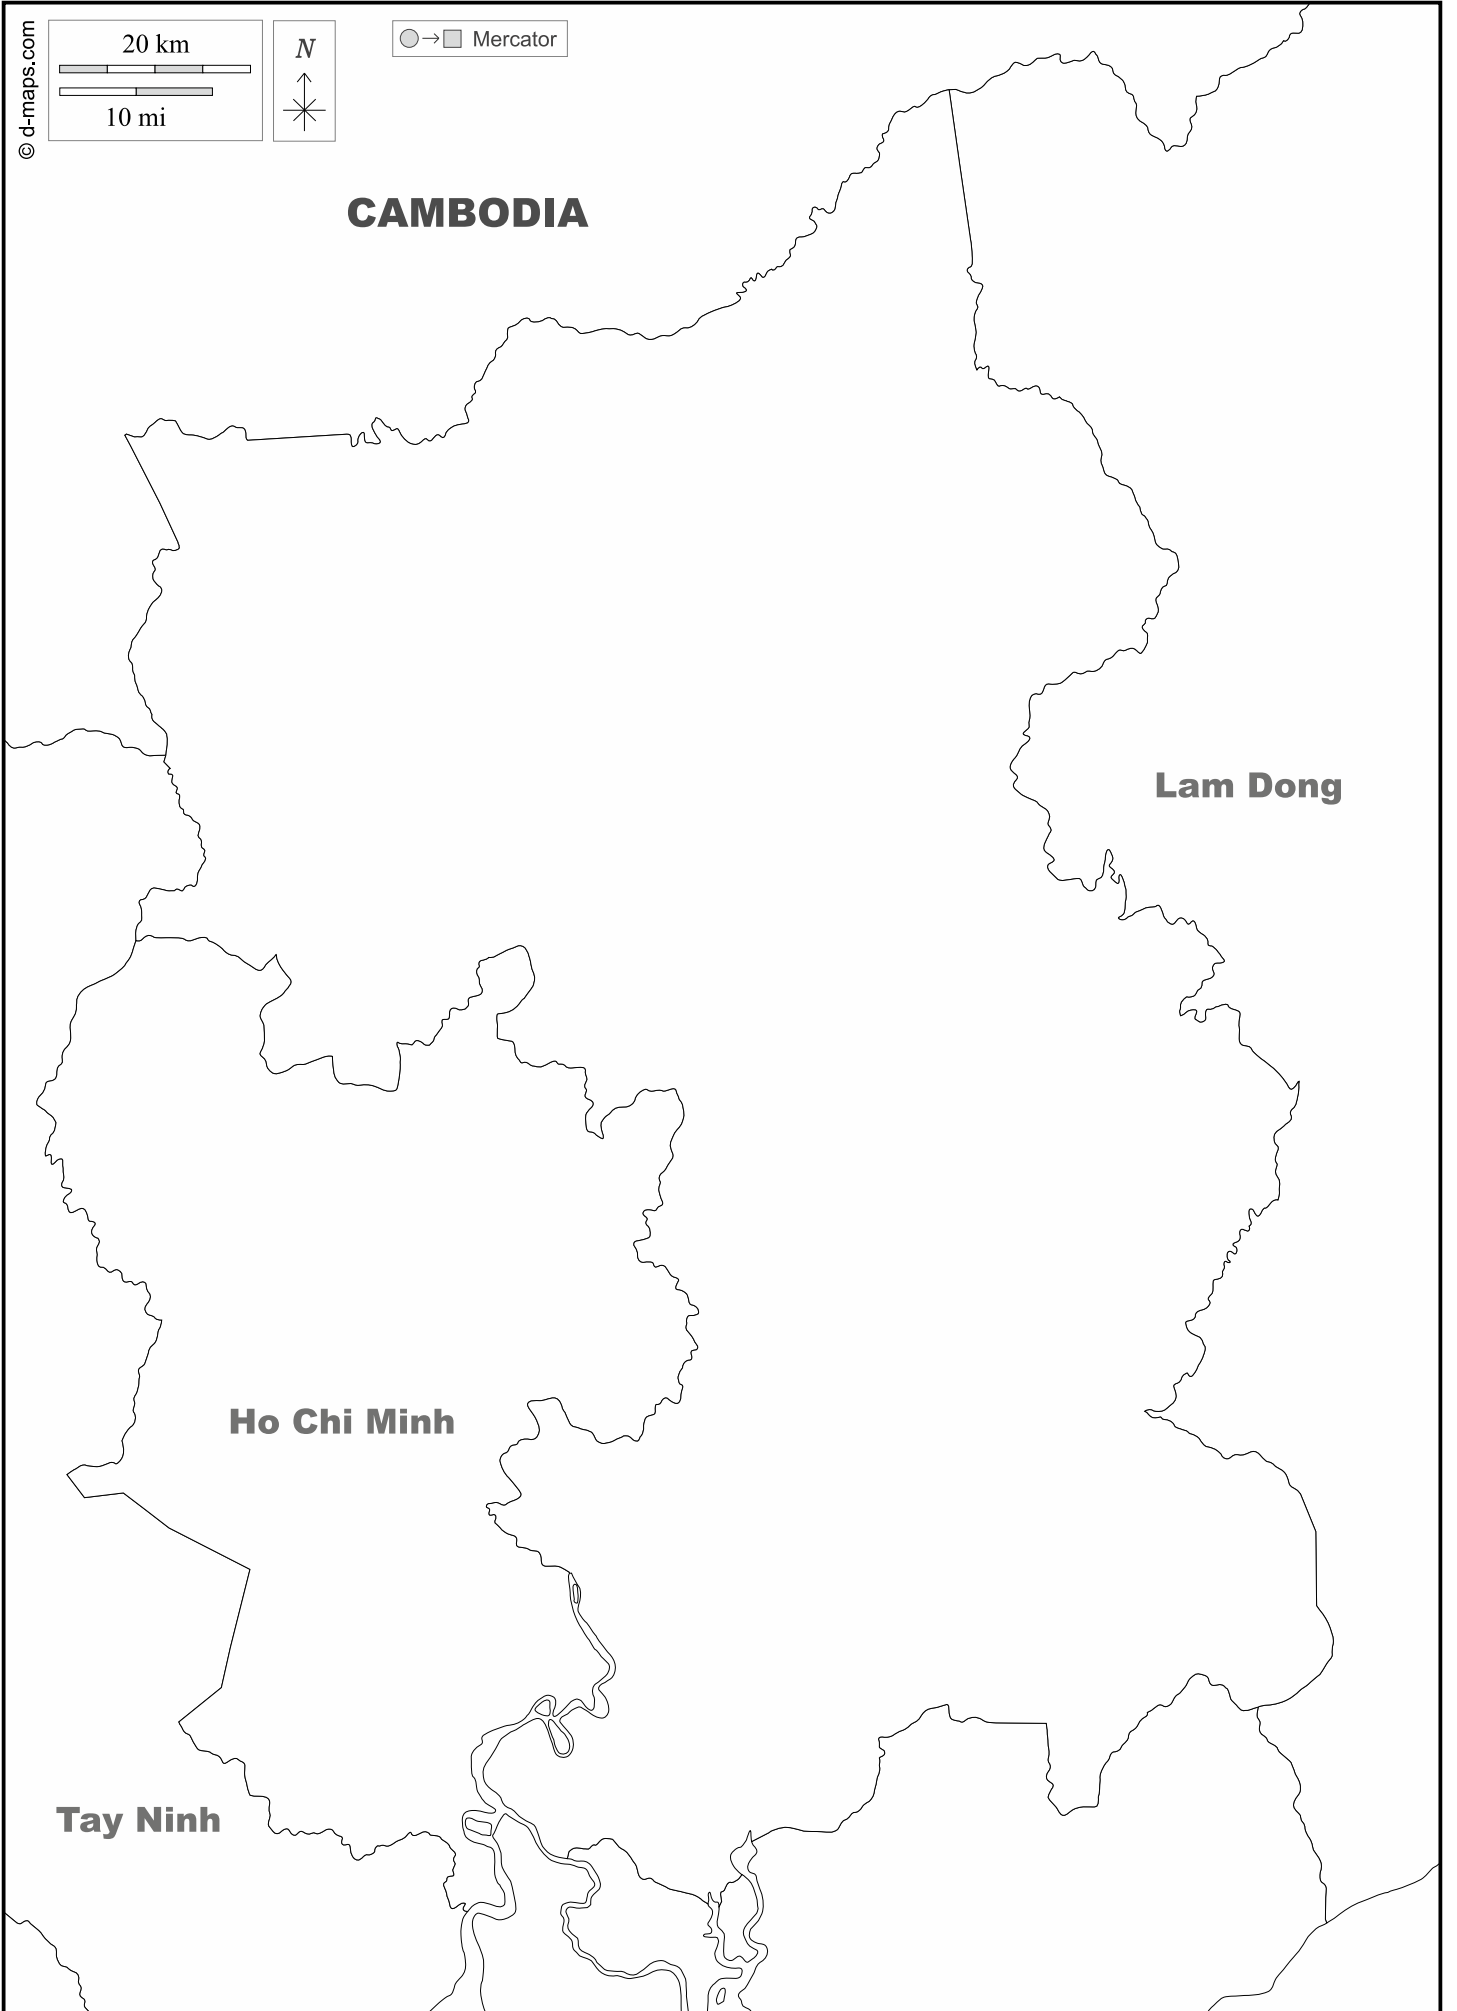 © d-maps.com
20 km
10 mi
N
Mercator
CAMBODIA
Lam Dong
Ho Chi Minh
Tay Ninh